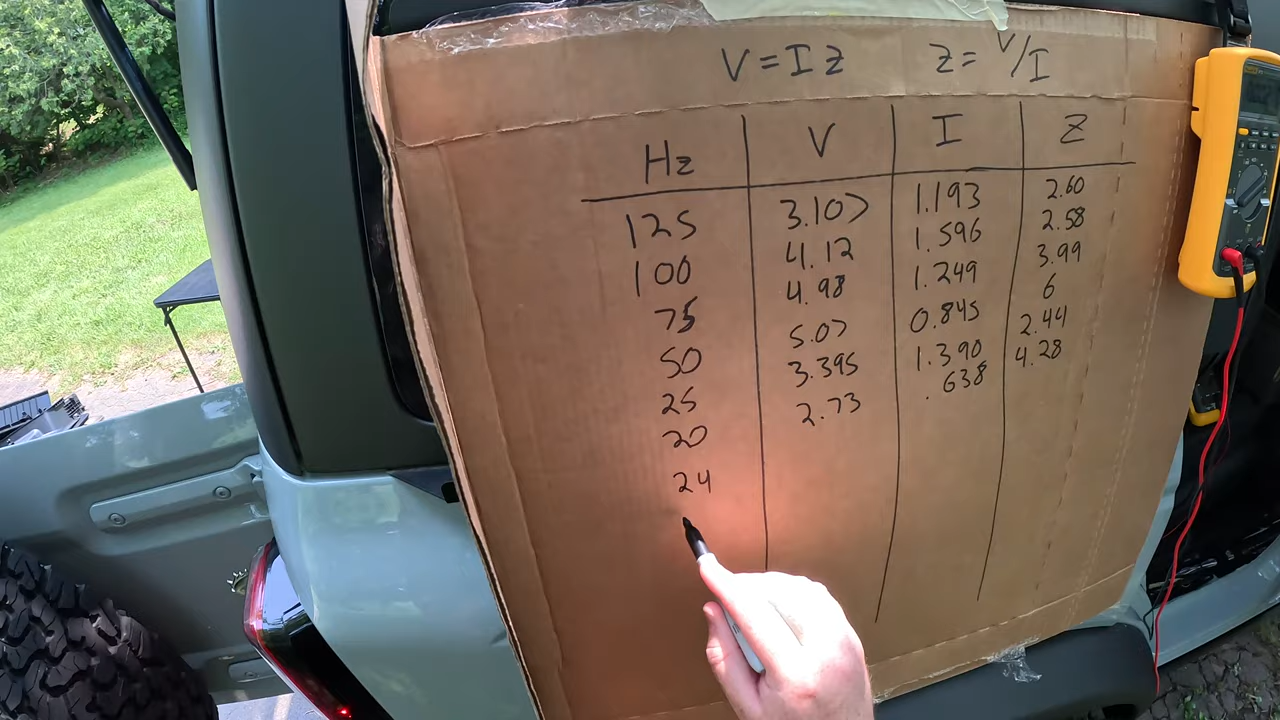 V = I Z Z = V/I
Hz V I Z
125 3.107 1.193 2.60
100 4.12 1.596 2.58
75 4.98 1.249 3.99
50 5.07 0.845 6
25 3.395 1.390 2.44
20 2.73 .638 4.28
24